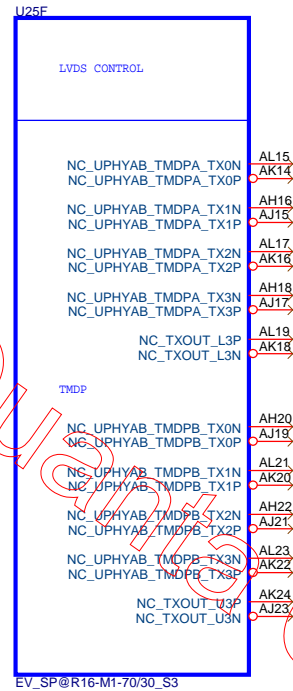 U25F
LVDS CONTROL
NC_UPHYAB_TMDPA_TX0N AL15
NC_UPHYAB_TMDPA_TX0P AK14
NC_UPHYAB_TMDPA_TX1N AH16
NC_UPHYAB_TMDPA_TX1P AJ15
NC_UPHYAB_TMDPA_TX2N AL17
NC_UPHYAB_TMDPA_TX2P AK16
NC_UPHYAB_TMDPA_TX3N AH18
NC_UPHYAB_TMDPA_TX3P AJ17
NC_TXOUT_L3P AL19
NC_TXOUT_L3N AK18
TMDP
NC_UPHYAB_TMDPB_TX0N AH20
NC_UPHYAB_TMDPB_TX0P AJ19
NC_UPHYAB_TMDPB_TX1N AL21
NC_UPHYAB_TMDPB_TX1P AK20
NC_UPHYAB_TMDPB_TX2N AH22
NC_UPHYAB_TMDPB_TX2P AJ21
NC_UPHYAB_TMDPB_TX3N AL23
NC_UPHYAB_TMDPB_TX3P AK22
NC_TXOUT_U3P AK24
NC_TXOUT_U3N AJ23
EV_SP@R16-M1-70/30_S3